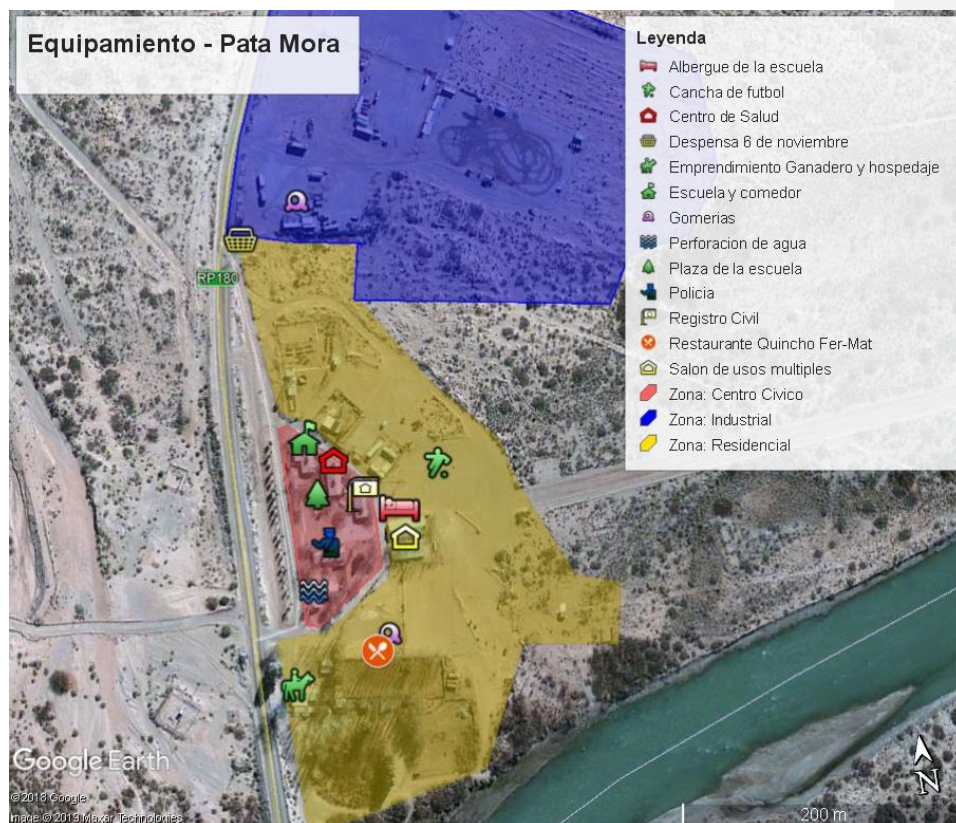 Equipamiento - Pata Mora
Leyenda
Albergue de la escuela
Cancha de futbol
Centro de Salud
Despensa 6 de noviembre
Emprendimiento Ganadero y hospedaje
Escuela y comedor
Gomerias
Perforacion de agua
Plaza de la escuela
Policia
Registro Civil
Restaurante Quincho Fer-Mat
Salon de usos multiples
Zona: Centro Civico
Zona: Industrial
Zona: Residencial
RP180
Google Earth
© 2018 Google
Image © 2019 Maxar Technologies
N
200 m